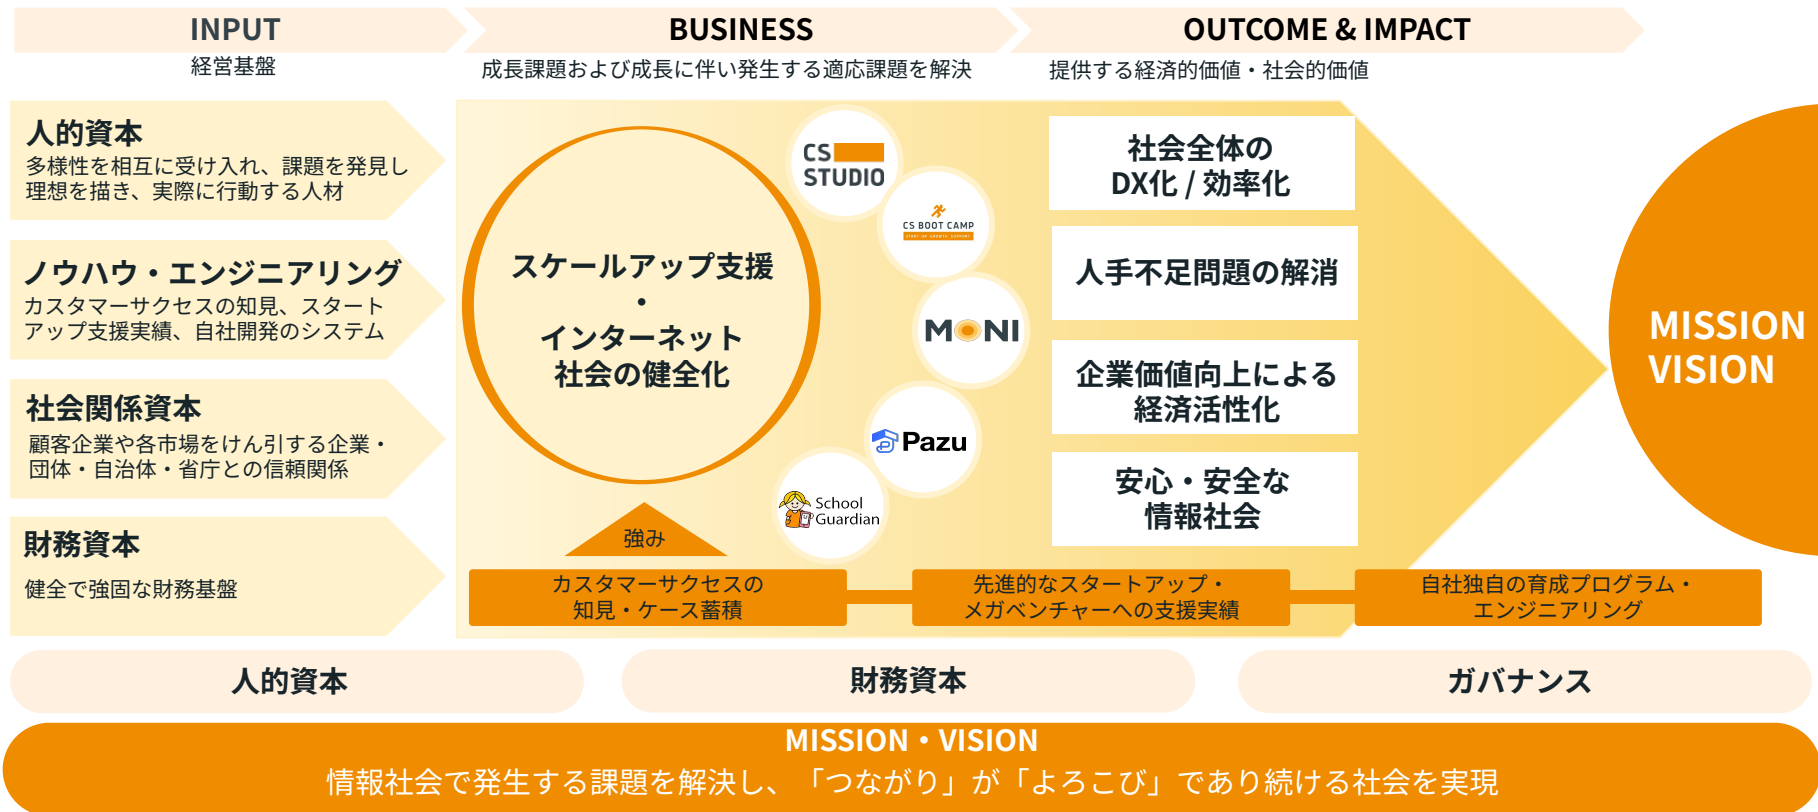 INPUT
経営基盤
BUSINESS
成長課題および成長に伴い発生する適応課題を解決
OUTCOME & IMPACT
提供する経済的価値・社会的価値
人的資本
多様性を相互に受け入れ、課題を発見し
理想を描き、実際に行動する人材
ノウハウ・エンジニアリング
カスタマーサクセスの知見、スタート
アップ支援実績、自社開発のシステム
社会関係資本
顧客企業や各市場をけん引する企業・
団体・自治体・省庁との信頼関係
財務資本
健全で強固な財務基盤
スケールアップ支援
・
インターネット
社会の健全化
CS
STUDIO
CS BOOT CAMP
START-UP GROWTH SUPPORT
MONI
Pazu
School
Guardian
社会全体の
DX化 / 効率化
人手不足問題の解消
企業価値向上による
経済活性化
安心・安全な
情報社会
MISSION
VISION
強み
カスタマーサクセスの
知見・ケース蓄積
先進的なスタートアップ・
メガベンチャーへの支援実績
自社独自の育成プログラム・
エンジニアリング
人的資本
財務資本
ガバナンス
MISSION・VISION
情報社会で発生する課題を解決し、「つながり」が「よろこび」であり続ける社会を実現